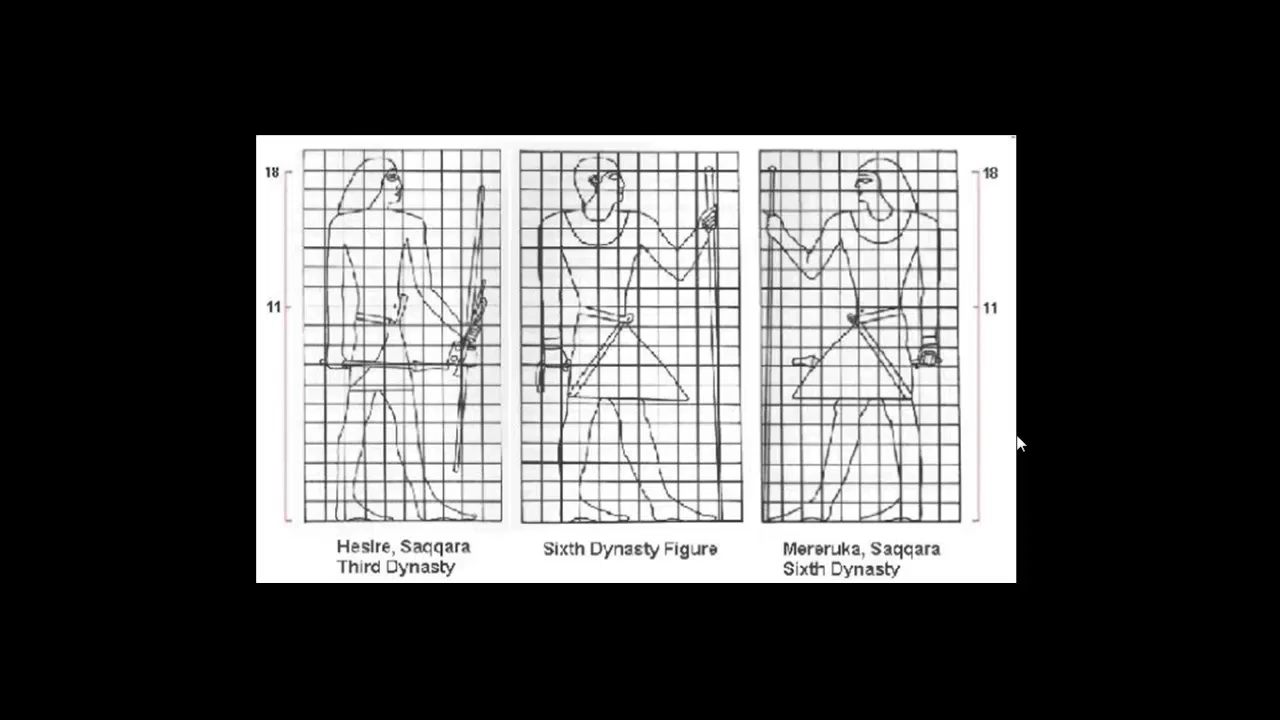 18
11
18
11
Hesire, Saqqara
Third Dynasty
Sixth Dynasty Figure
Mereruka, Saqqara
Sixth Dynasty